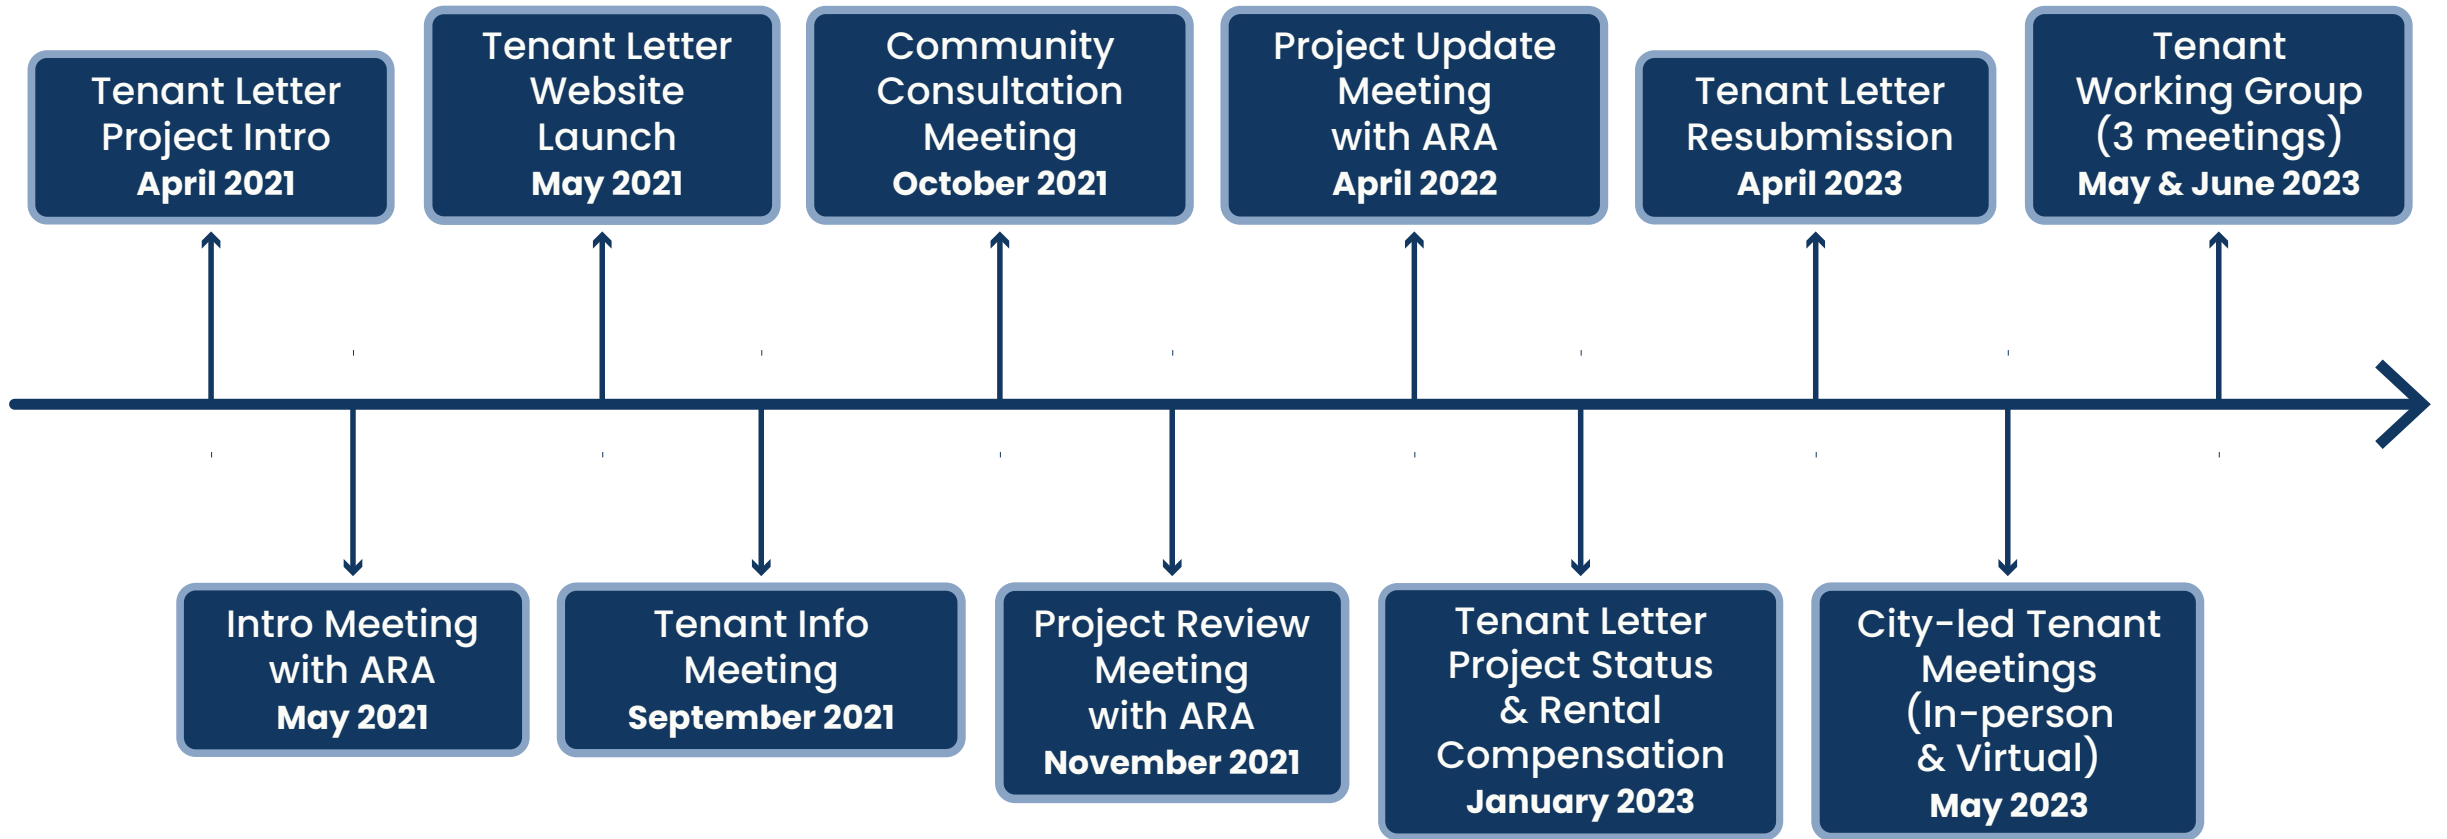 Tenant Letter
Project Intro
April 2021
Tenant Letter
Website
Launch
May 2021
Community
Consultation
Meeting
October 2021
Project Update
Meeting
with ARA
April 2022
Tenant Letter
Resubmission
April 2023
Tenant
Working Group
(3 meetings)
May & June 2023
Intro Meeting
with ARA
May 2021
Tenant Info
Meeting
September 2021
Project Review
Meeting
with ARA
November 2021
Tenant Letter
Project Status
& Rental
Compensation
January 2023
City-led Tenant
Meetings
(In-person
& Virtual)
May 2023